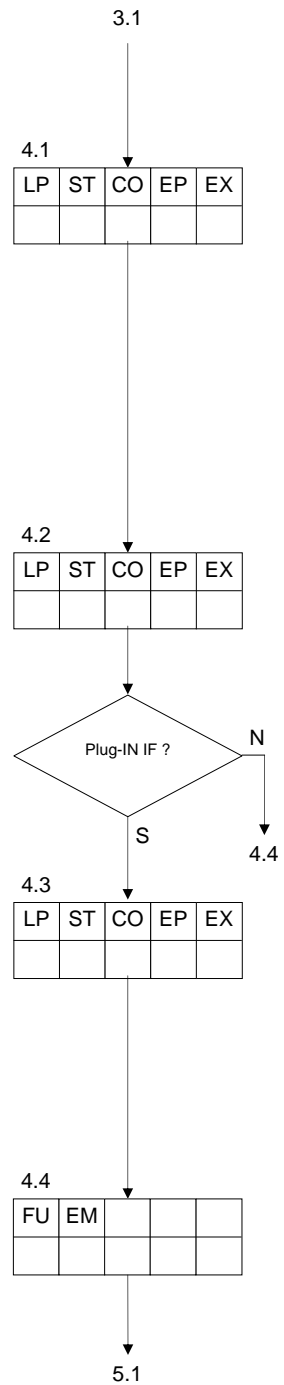 3.1
4.1
LP ST CO EP EX
4.2
LP ST CO EP EX
Plug-IN IF ?
N
S
4.4
4.3
LP ST CO EP EX
4.4
FU EM
5.1